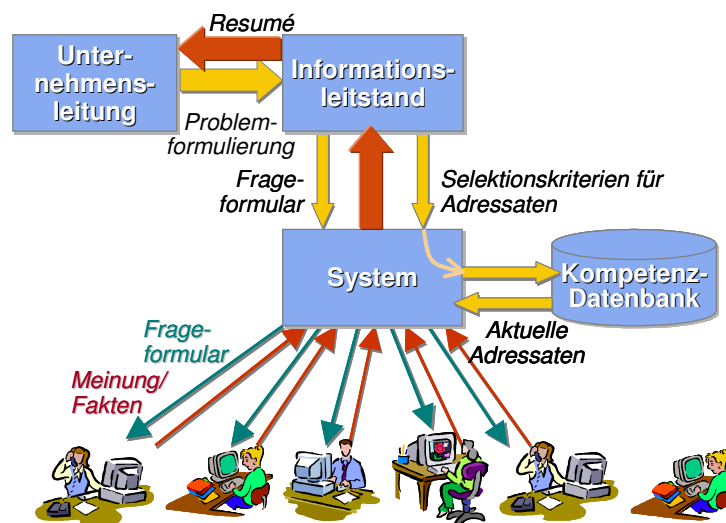 Resumé
Unter-
nehmens-
leitung
Informations-
leitstand
Problem-
formulierung
Frage-
formular
Selektionskriterien für
Adressaten
System
Kompetenz-
Datenbank
Frage-
formular
Aktuelle
Adressaten
Meinung/
Fakten